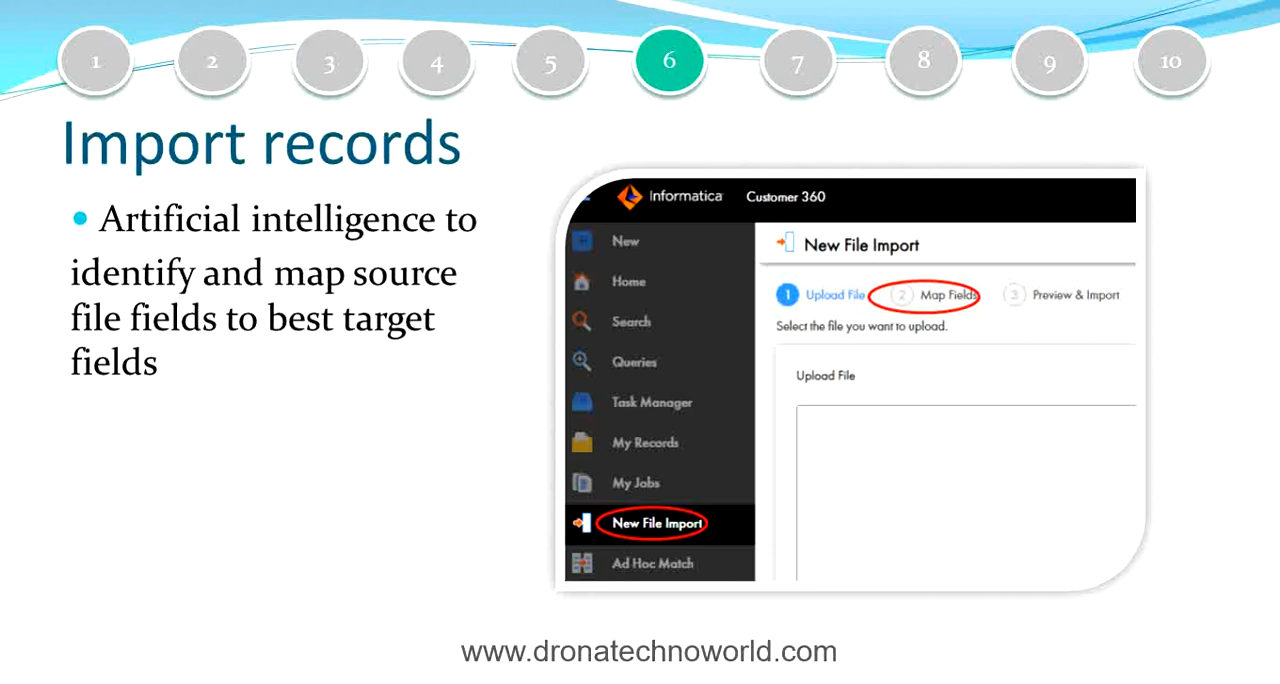 1 2 3 4 5 6 7 8 9 10
Import records
• Artificial intelligence to
identify and map source
file fields to best target
fields
Informatica Customer 360
New
Home
Search
Queries
Task Manager
My Records
My Jobs
New File Import
Ad Hoc Match
New File Import
1 Upload File 2 Map Fields 3 Preview & Import
Select the file you want to upload.
Upload File
www.dronatechnoworld.com